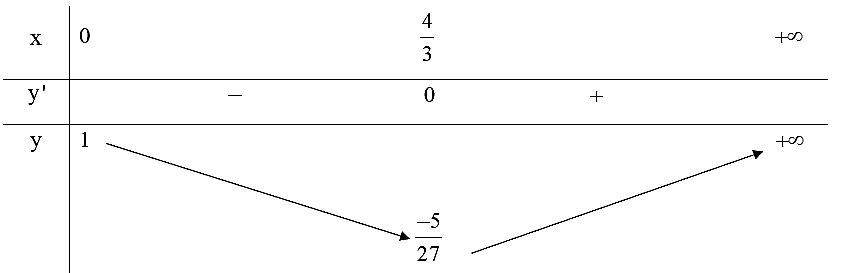 x 0 4/3 +∞
y' − 0 + 
y 1 +∞
−5/27